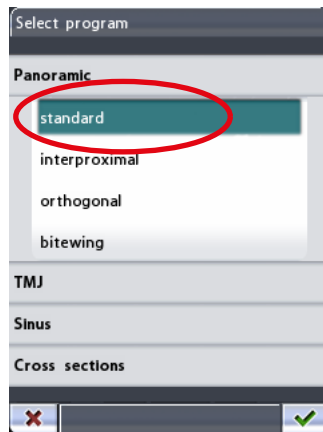 Select program
Panoramic
standard
interproximal
orthogonal
bitewing
TMJ
Sinus
Cross sections